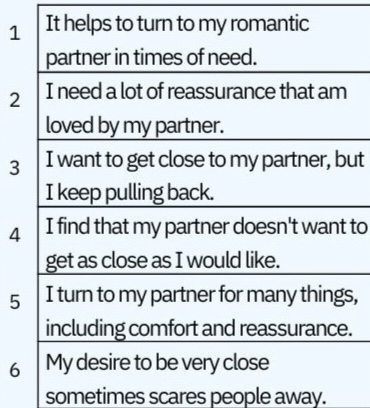 1 It helps to turn to my romantic
partner in times of need.
2 I need a lot of reassurance that am
loved by my partner.
3 I want to get close to my partner, but
I keep pulling back.
4 I find that my partner doesn't want to
get as close as I would like.
5 I turn to my partner for many things,
including comfort and reassurance.
6 My desire to be very close
sometimes scares people away.